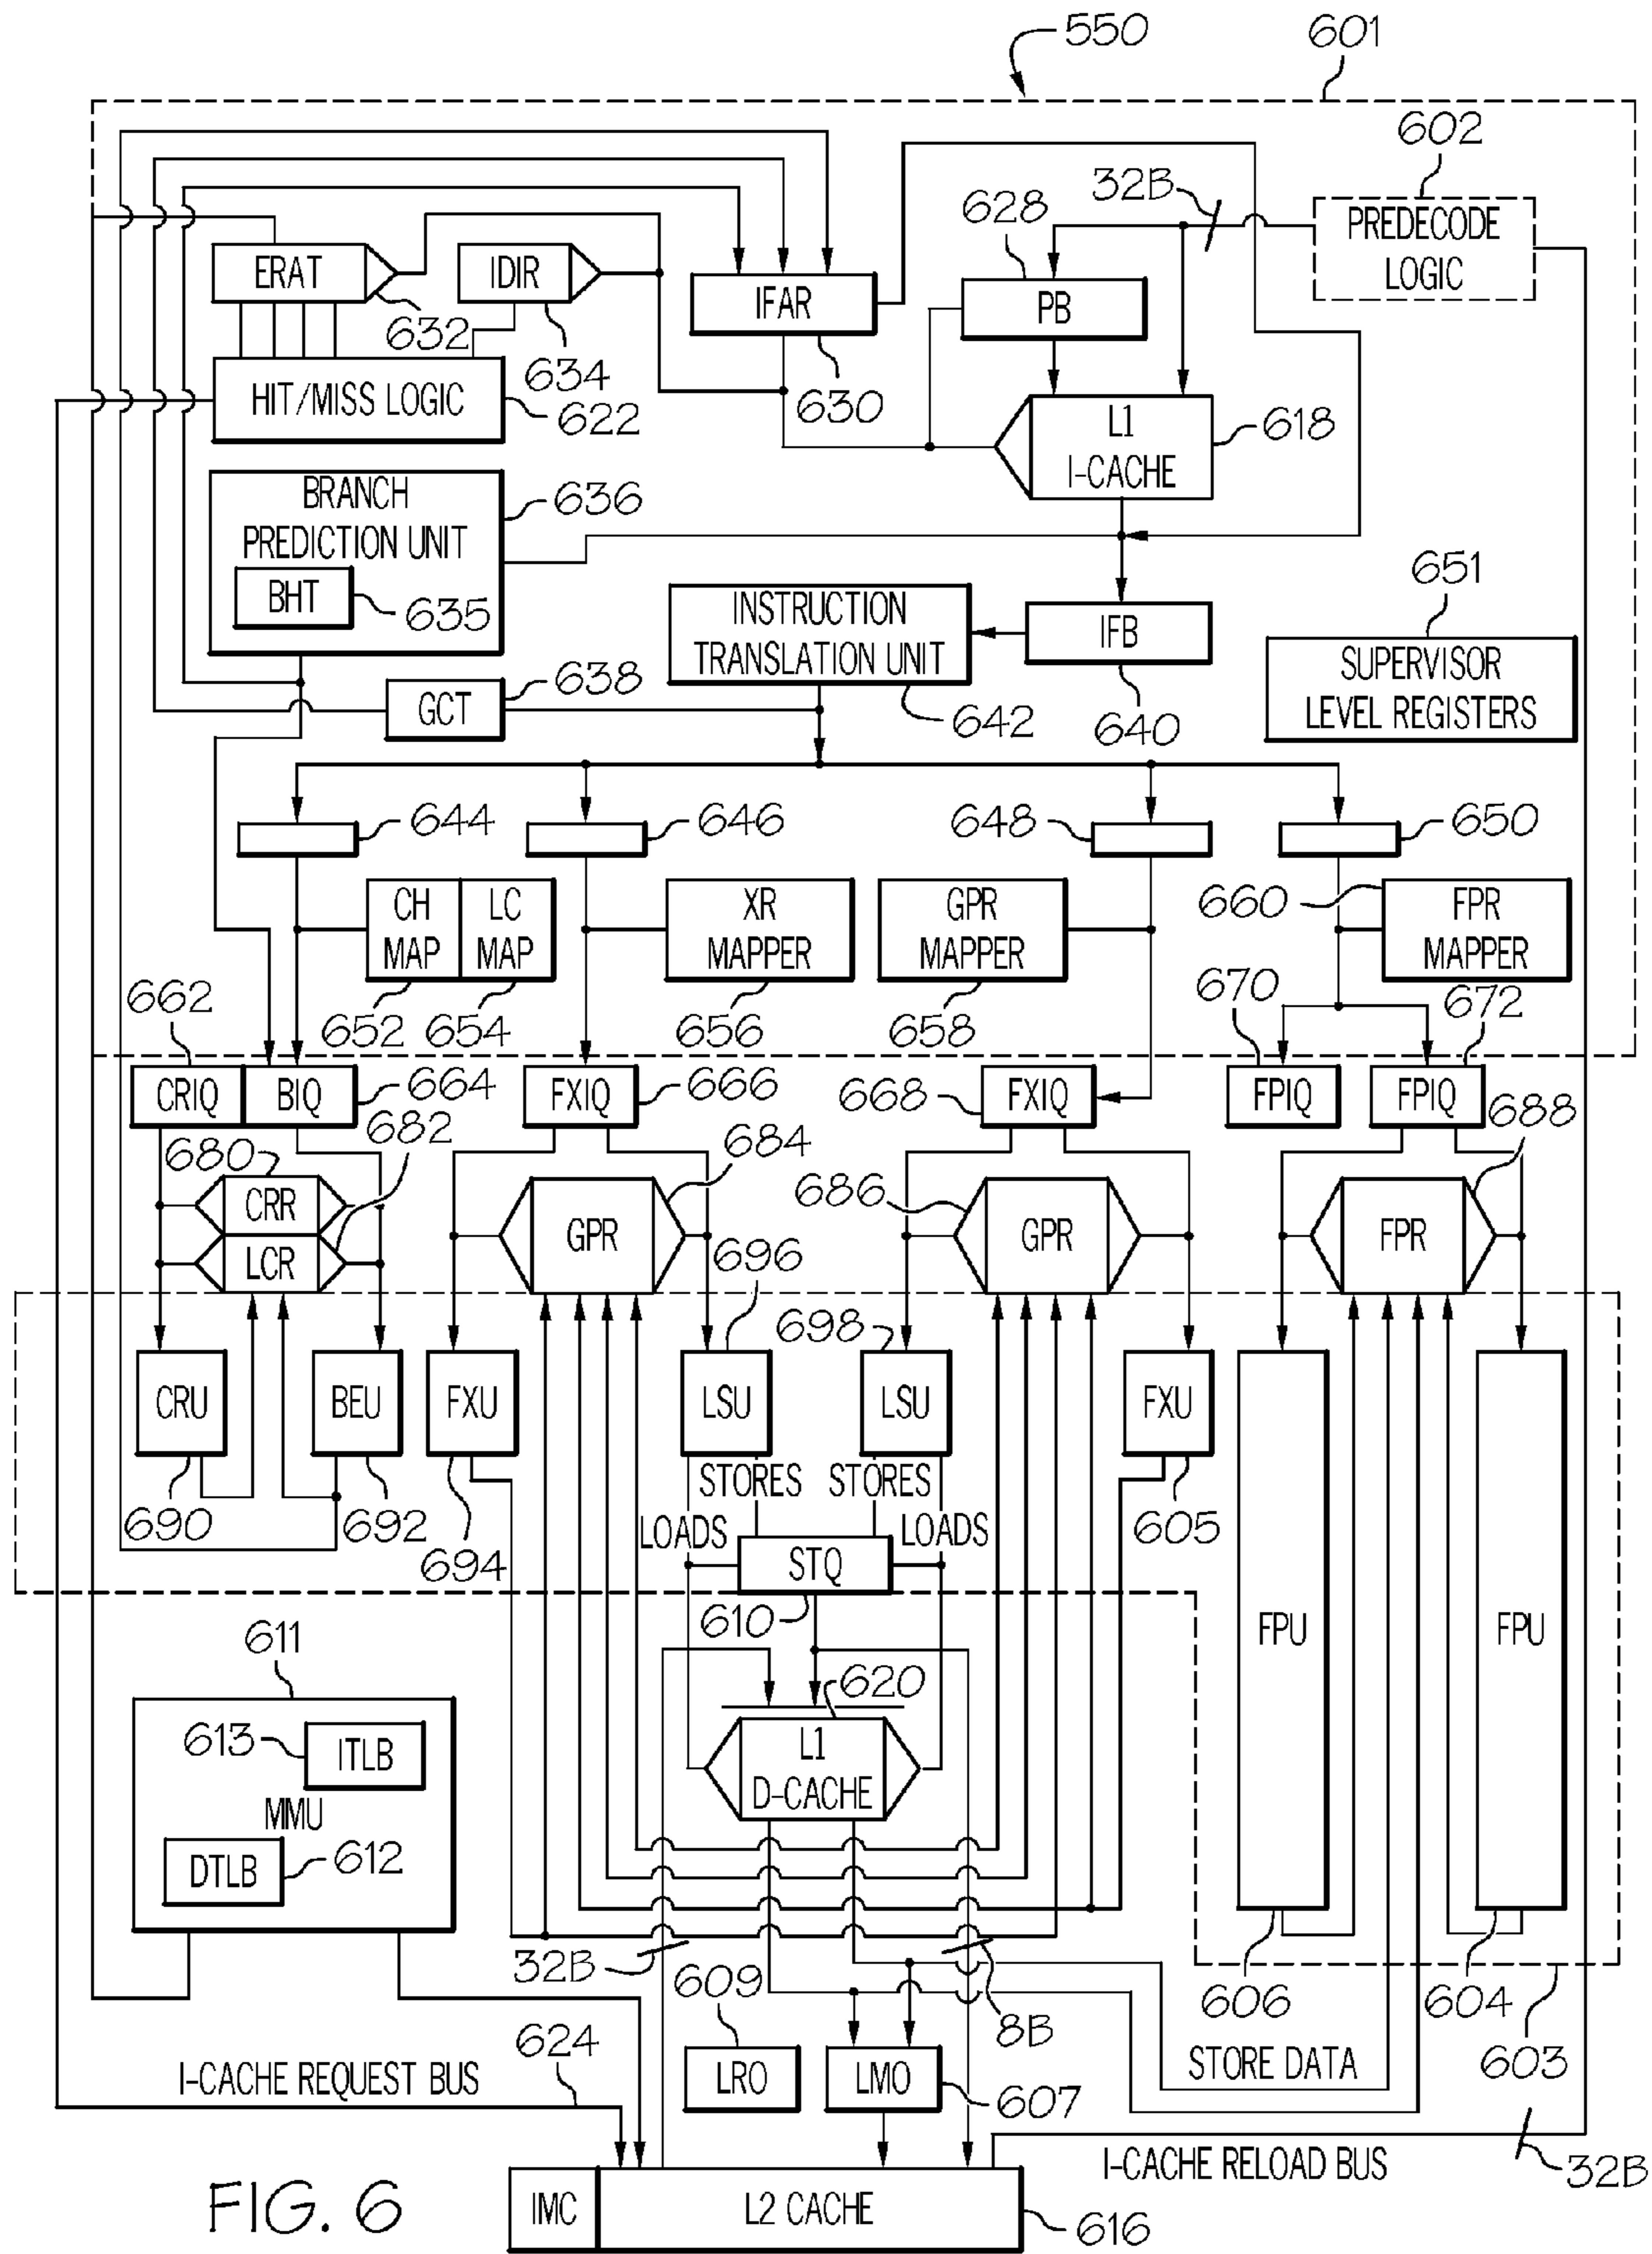 550
601
602
32B
628
PREDECODE
LOGIC
ERAT
IDIR
IFAR
PB
632
634
630
HIT/MISS LOGIC
622
L1
I-CACHE
618
BRANCH
PREDICTION UNIT
636
BHT
635
INSTRUCTION
TRANSLATION UNIT
IFB
651
SUPERVISOR
LEVEL REGISTERS
GCT
638
642
640
644
646
648
650
CH
MAP
LC
MAP
XR
MAPPER
GPR
MAPPER
660
FPR
MAPPER
662
652
654
656
658
670
672
CRIQ
BIQ
664
FXIQ
666
668
FXIQ
FPIQ
FPIQ
688
680
682
684
686
CRR
LCR
GPR
GPR
FPR
696
698
CRU
BEU
FXU
LSU
LSU
FXU
STORES
STORES
LOADS
LOADS
690
692
694
605
STQ
610
FPU
FPU
611
620
613
ITLB
MMU
DTLB
612
L1
D-CACHE
32B
8B
606
604
603
609
LRO
LMO
607
STORE DATA
624
I-CACHE REQUEST BUS
I-CACHE RELOAD BUS
32B
IMC
L2 CACHE
616
FIG. 6